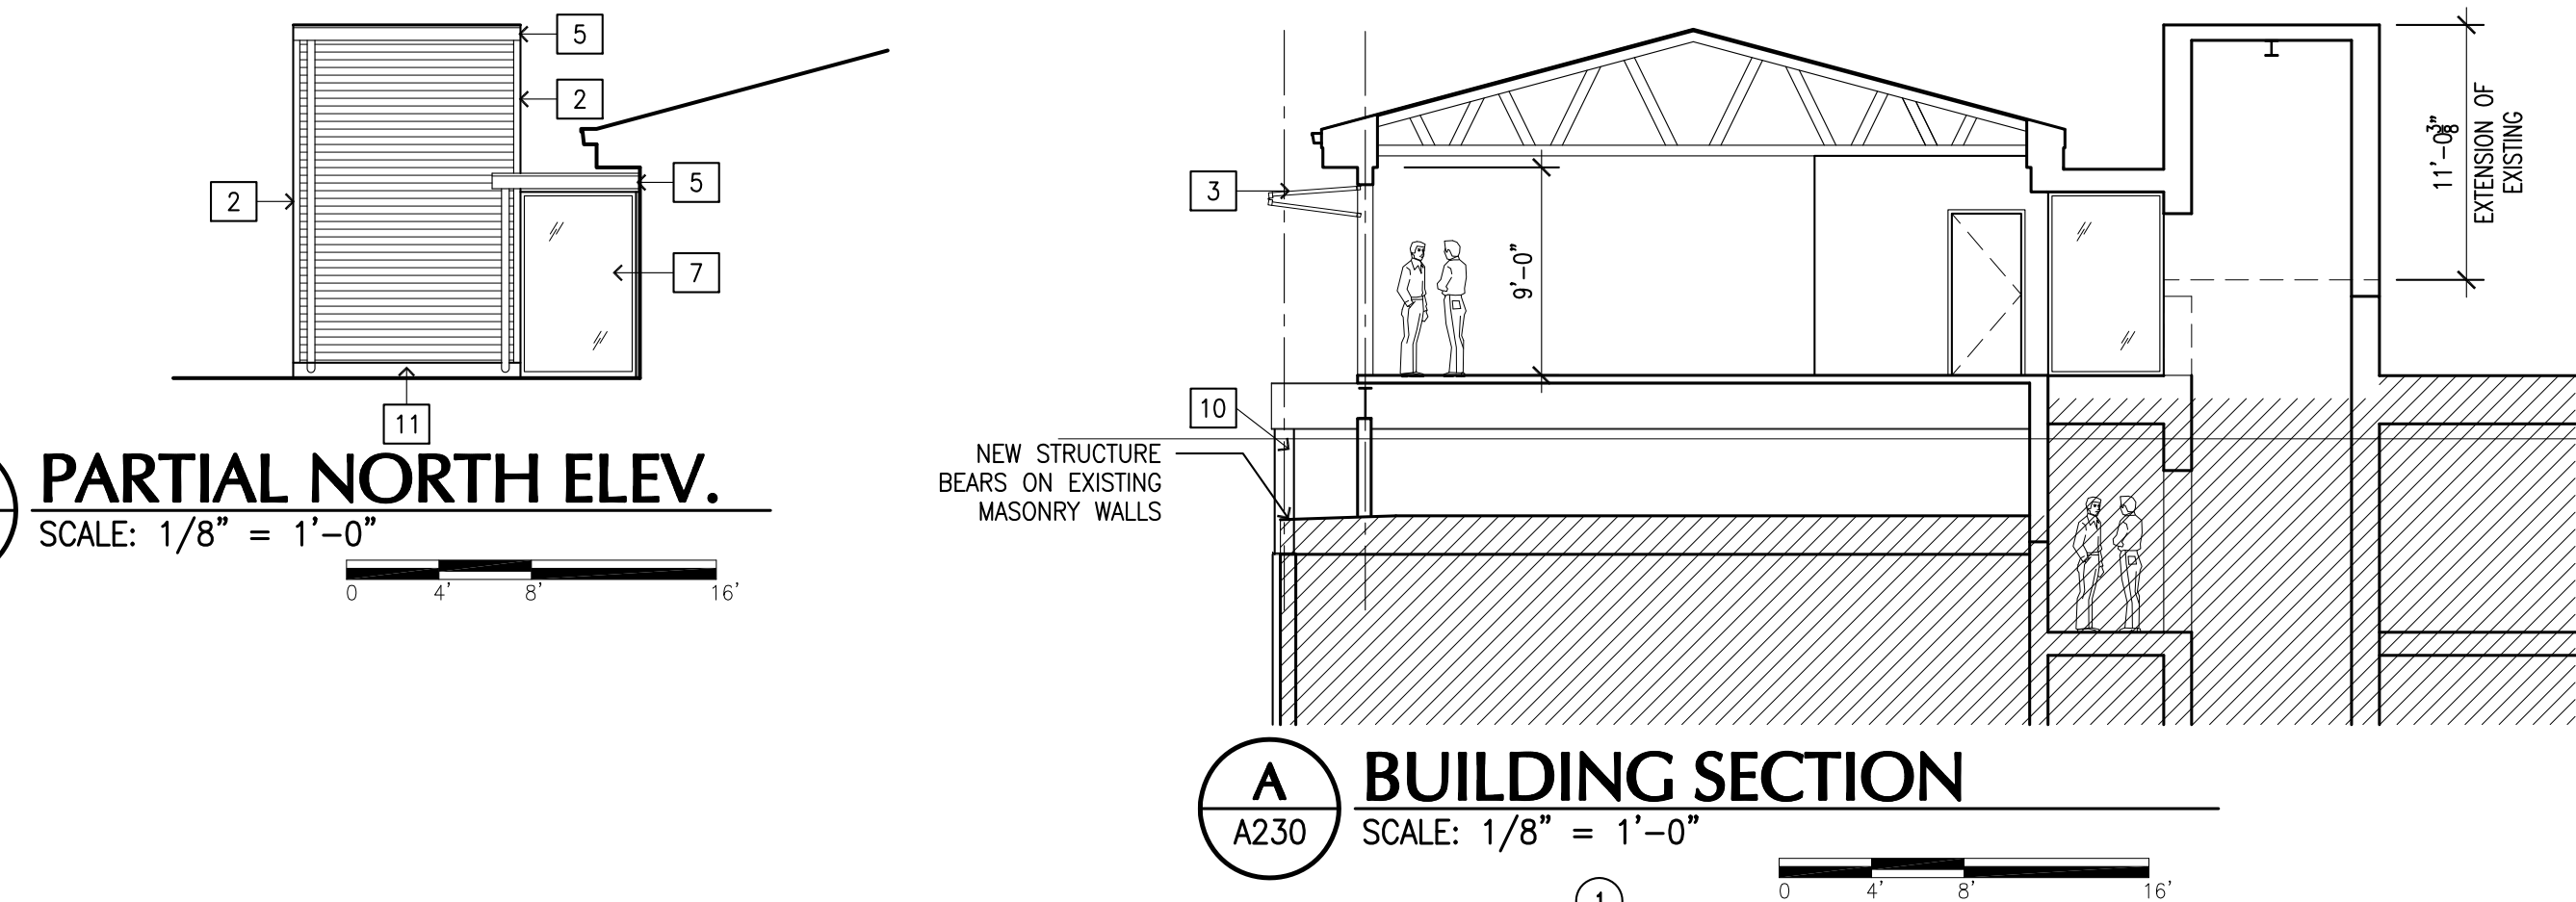 5
2
2
5
7
11
PARTIAL NORTH ELEV.
SCALE: 1/8" = 1'-0"
0 4' 8' 16'
3
9'-0"
11'-0⅜"
EXTENSION OF
EXISTING
10
NEW STRUCTURE
BEARS ON EXISTING
MASONRY WALLS
A
A230
BUILDING SECTION
SCALE: 1/8" = 1'-0"
0 4' 8' 16'
1